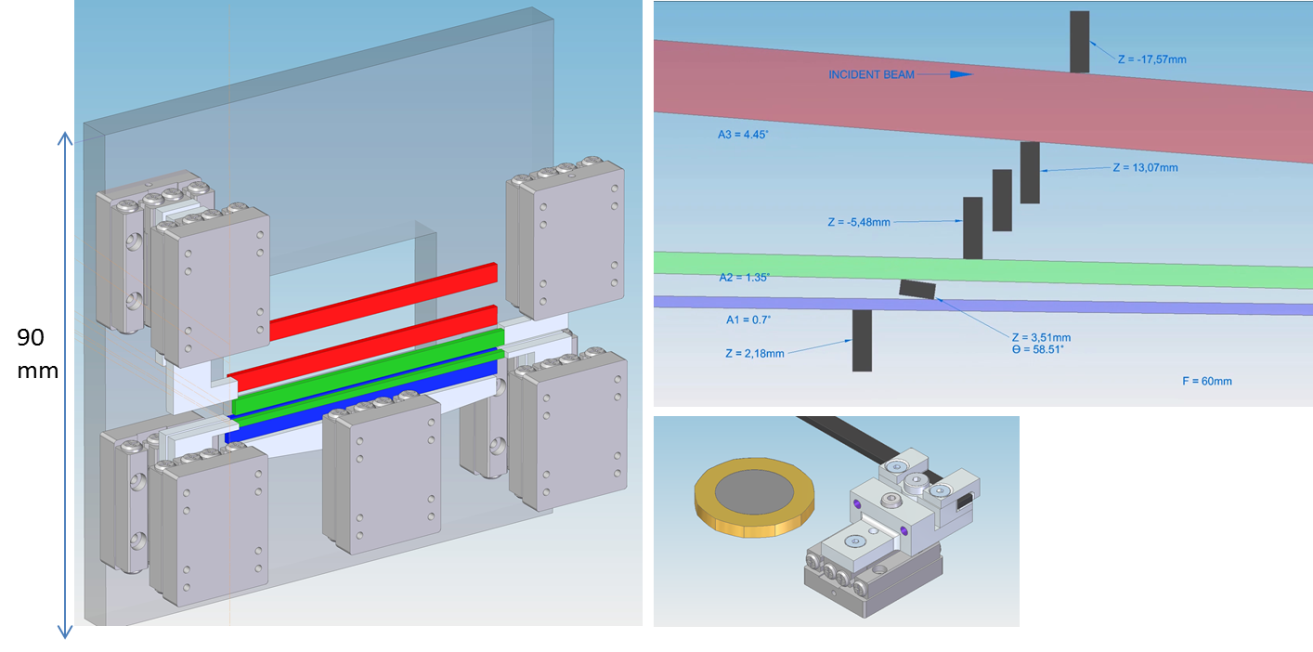 90
mm
Z = -17,57mm
INCIDENT BEAM
A3 = 4.45°
Z = 13,07mm
Z = -5,48mm
A2 = 1.35°
A1 = 0.7°
Z = 3,51mm
Θ = 58.51°
Z = 2,18mm
F = 60mm